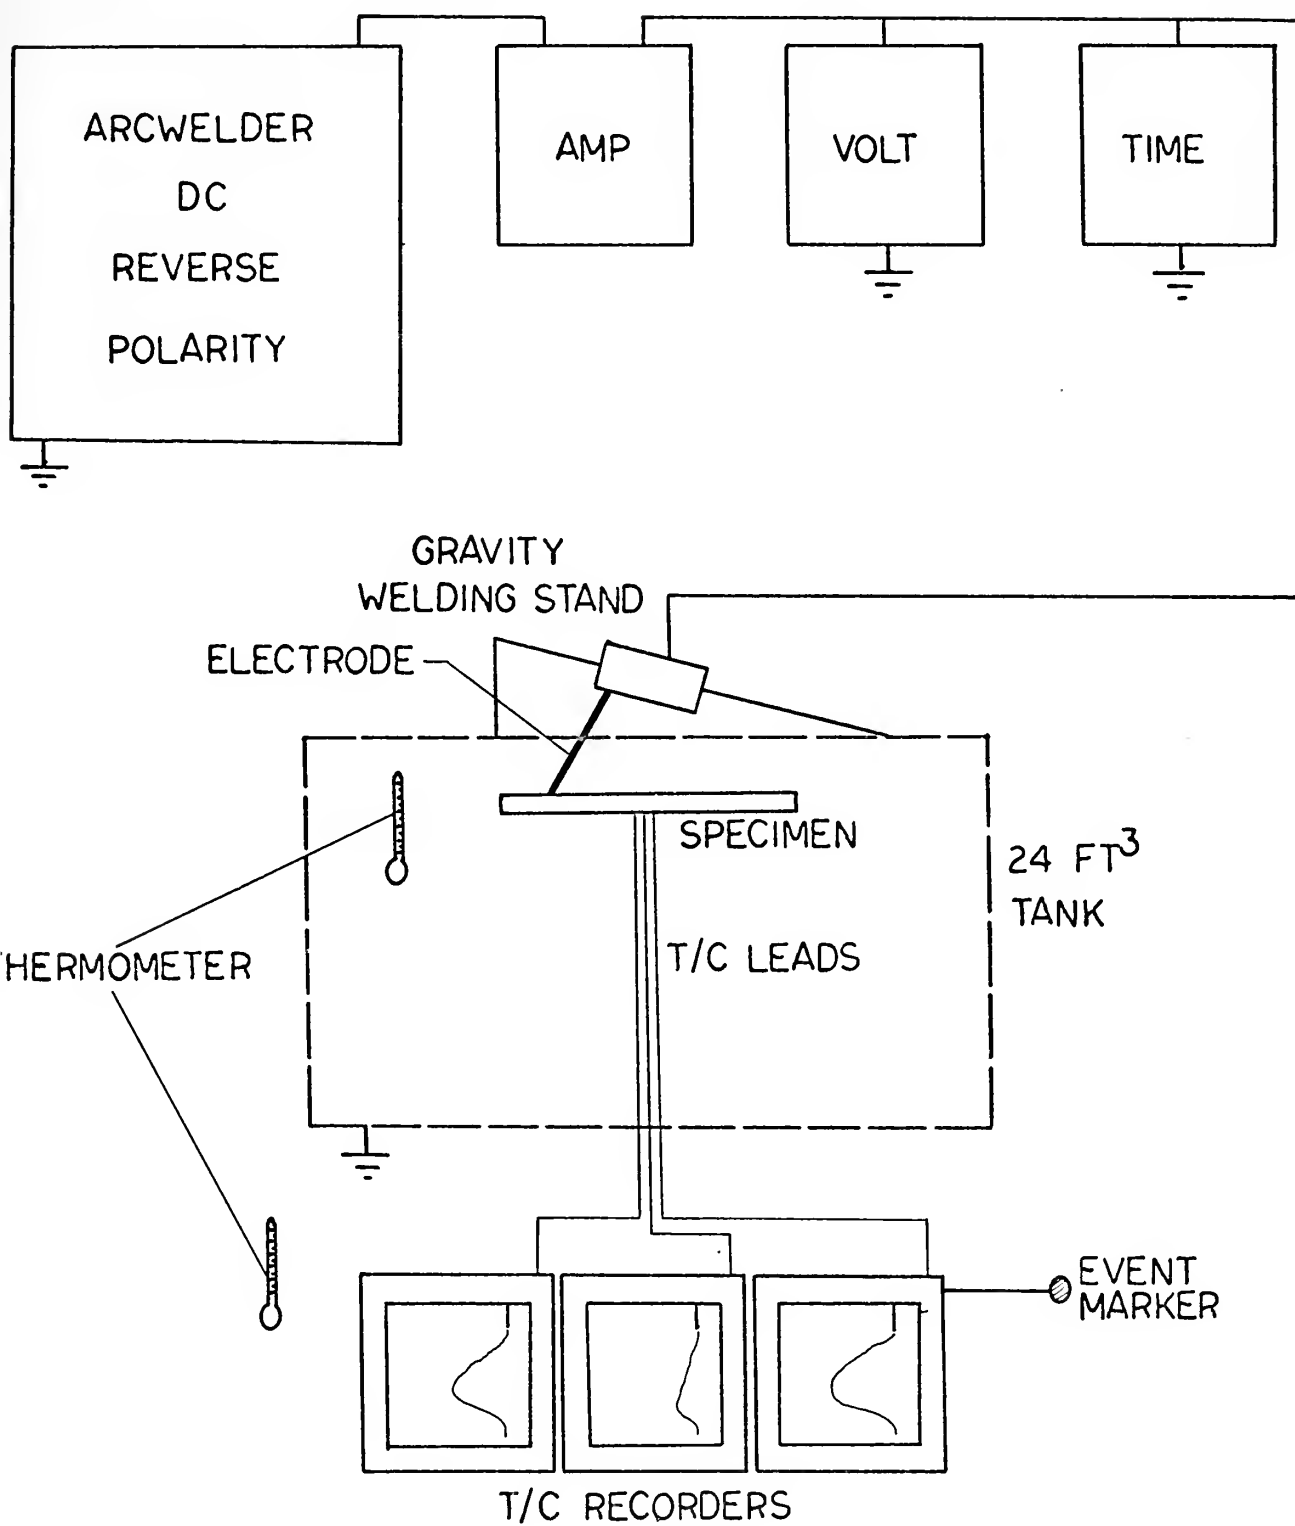 ARCWELDER
DC
REVERSE
POLARITY
AMP
VOLT
TIME
GRAVITY
WELDING STAND
ELECTRODE
SPECIMEN
24 FT³
TANK
T/C LEADS
THERMOMETER
EVENT
MARKER
T/C RECORDERS